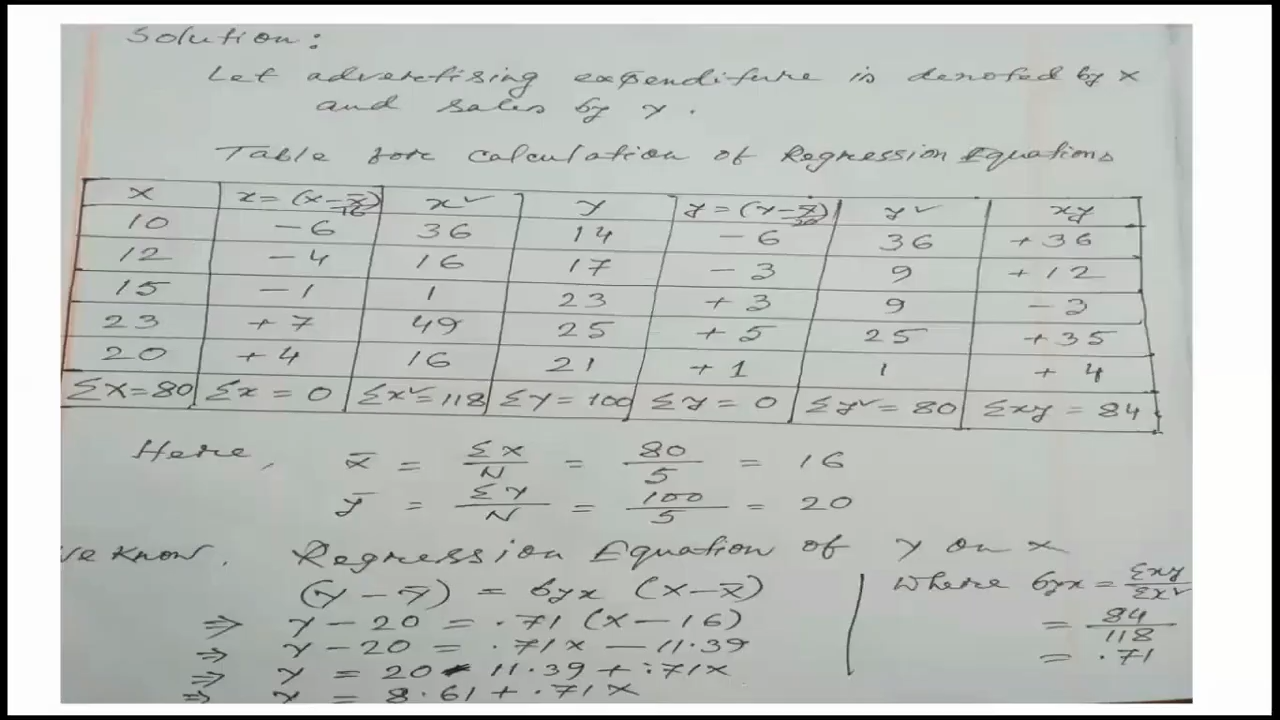 Solution:
Let advertising expenditure is denoted by x
and sales by y.
Table for calculation of Regression Equations
X x = (X - X̅) 16 x² Y y = (Y - Y̅) 20 y² xy
10 -6 36 14 -6 36 +36
12 -4 16 17 -3 9 +12
15 -1 1 23 +3 9 -3
23 +7 49 25 +5 25 +35
20 +4 16 21 +1 1 +4
ΣX=80 Σx = 0 Σx²=118 ΣY=100 Σy=0 Σy²=80 Σxy=84
Here, x̅ = Σx/N = 80/5 = 16
y̅ = Σy/N = 100/5 = 20
we know, Regression Equation of y on x
(Y - Y̅) = byx (X - x̅)
⇒ y - 20 = .71 (x - 16)
⇒ y - 20 = .71x - 11.39
⇒ y = 20 - 11.39 + .71x
⇒ y = 8.61 + .71x
where byx = Σxy/Σx²
= 84/118
= .71